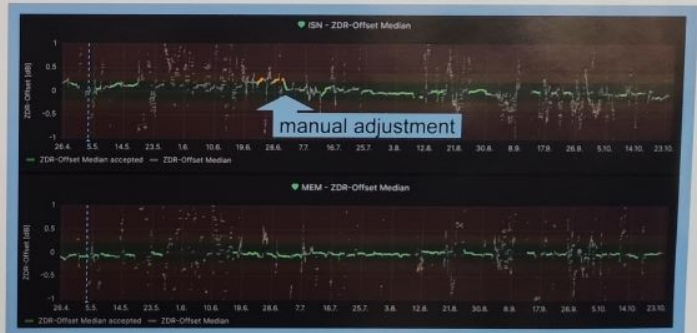 ISN - ZDR-Offset Median
ZDR-Offset [dB]
1
0.5
0
-0.5
-1
manual adjustment
26.4. 5.5. 14.5. 23.5. 1.6. 10.6. 19.6. 28.6. 7.7. 16.7. 25.7. 3.8. 12.8. 21.8. 30.8. 8.9. 17.9. 26.9. 5.10. 14.10. 23.10.
ZDR-Offset Median accepted ZDR-Offset Median
MEM - ZDR-Offset Median
ZDR-Offset [dB]
1
0.5
0
-0.5
-1
26.4. 5.5. 14.5. 23.5. 1.6. 10.6. 19.6. 28.6. 7.7. 16.7. 25.7. 3.8. 12.8. 21.8. 30.8. 8.9. 17.9. 26.9. 5.10. 14.10. 23.10.
ZDR-Offset Median accepted ZDR-Offset Median